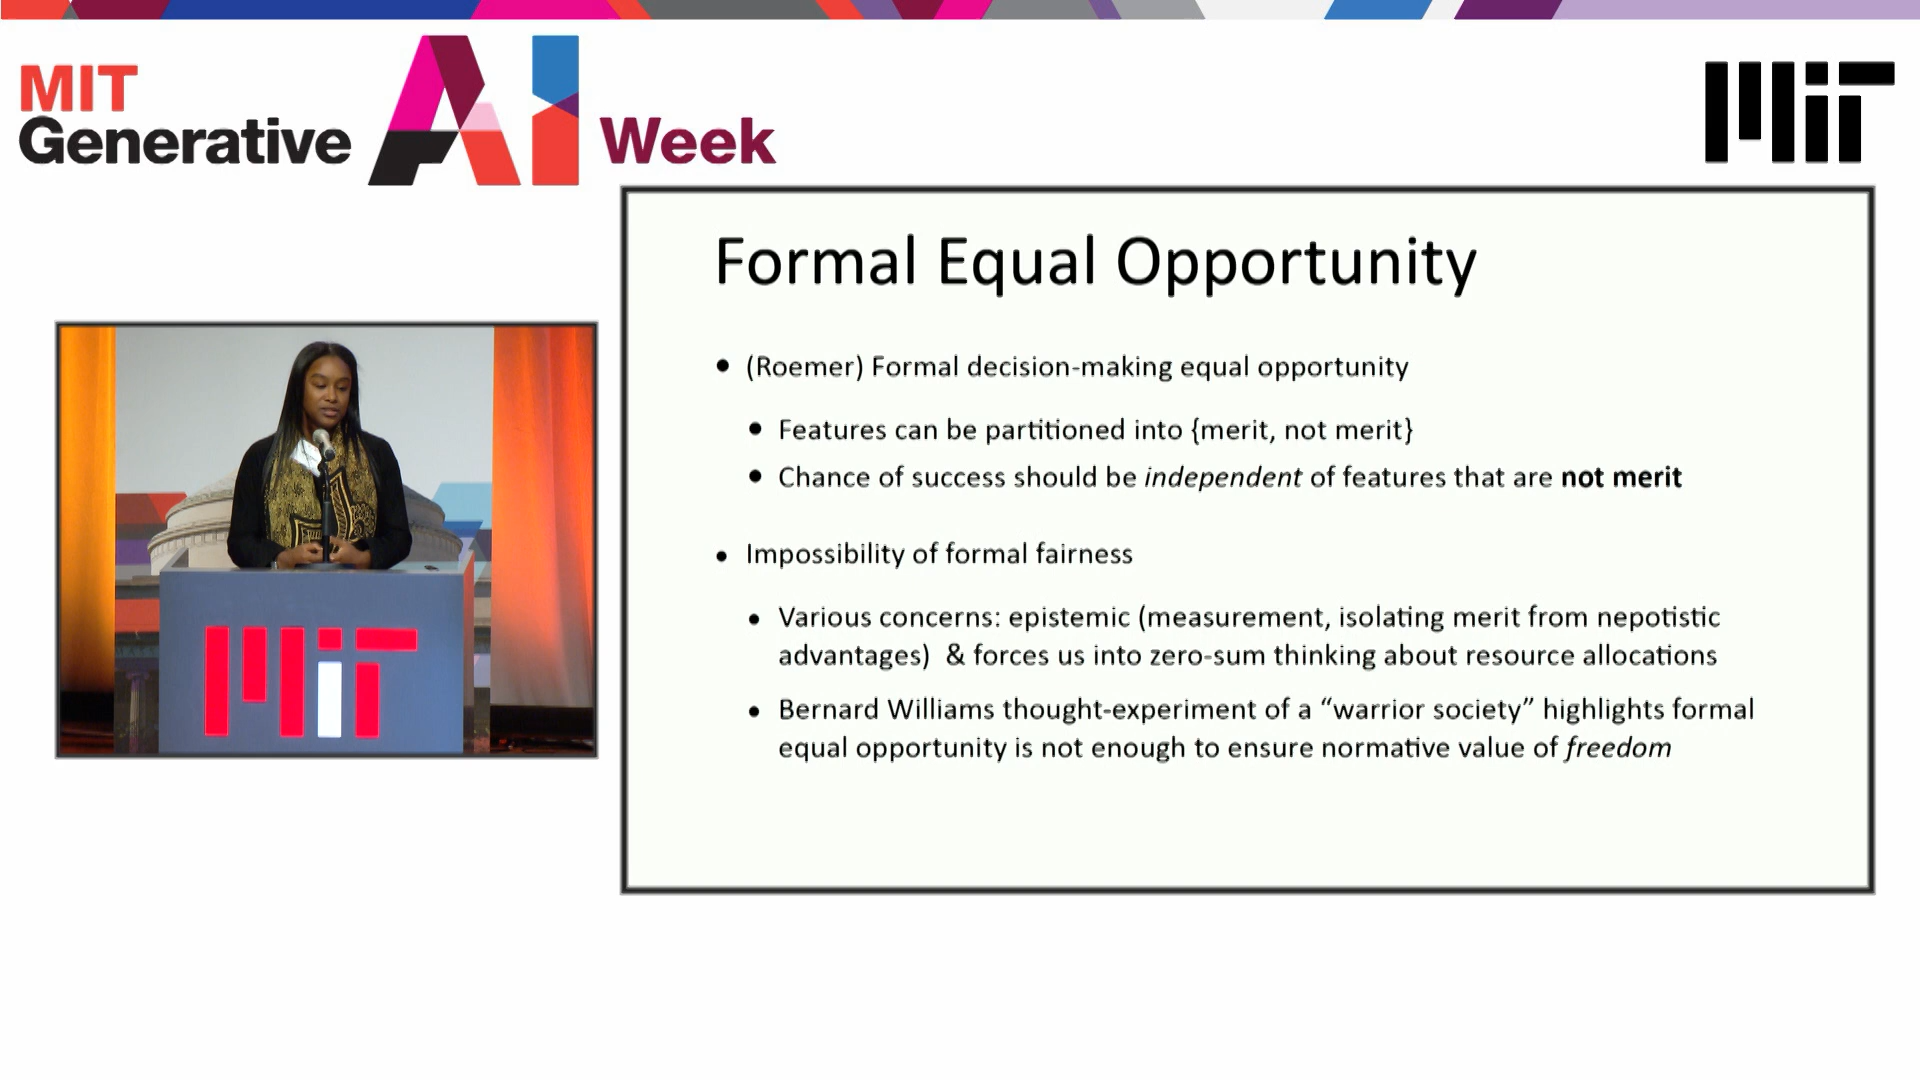 MIT
Generative AI Week
MIT
Formal Equal Opportunity
• (Roemer) Formal decision-making equal opportunity
• Features can be partitioned into {merit, not merit}
• Chance of success should be independent of features that are not merit
• Impossibility of formal fairness
• Various concerns: epistemic (measurement, isolating merit from nepotistic
advantages)  & forces us into zero-sum thinking about resource allocations
• Bernard Williams thought-experiment of a “warrior society” highlights formal
equal opportunity is not enough to ensure normative value of freedom
MIT